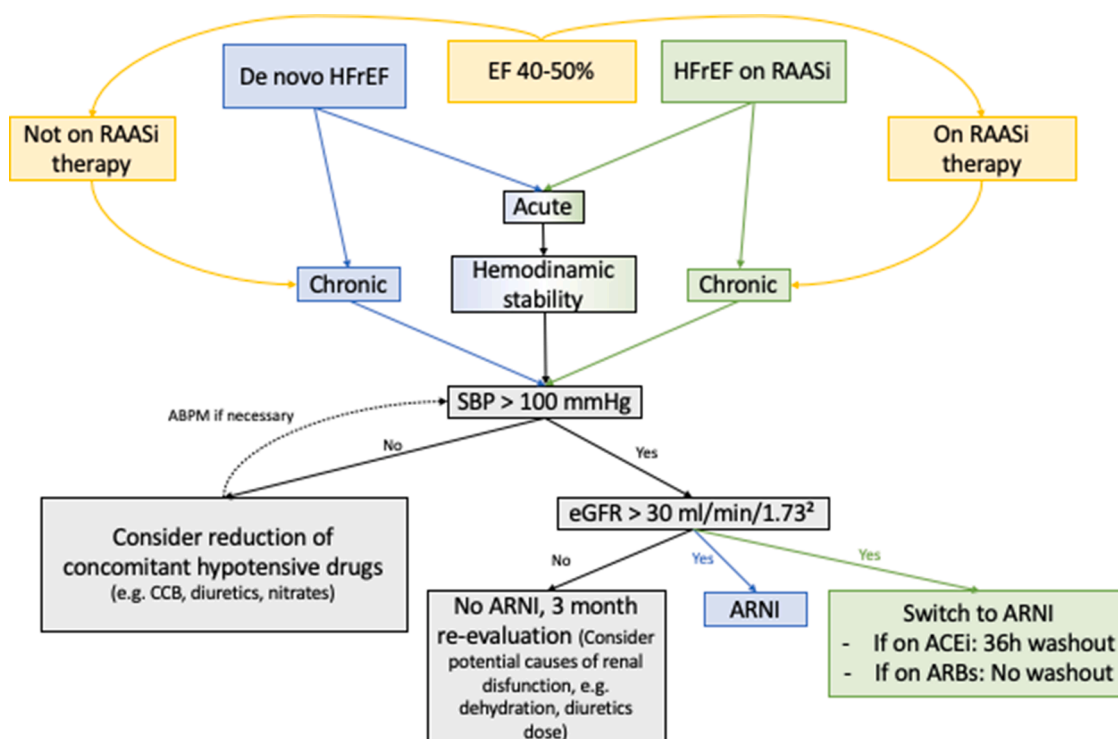 De novo HFrEF
EF 40-50%
HFrEF on RAASi
Not on RAASi
therapy
On RAASi
therapy
Acute
Chronic
Hemodinamic
stability
Chronic
SBP > 100 mmHg
ABPM if necessary
No
Yes
Consider reduction of
concomitant hypotensive drugs
(e.g. CCB, diuretics, nitrates)
eGFR > 30 ml/min/1.73²
No
Yes
Yes
No ARNI, 3 month
re-evaluation (Consider
potential causes of renal
disfunction, e.g.
dehydration, diuretics
dose)
ARNI
Switch to ARNI
- If on ACEi: 36h washout
- If on ARBs: No washout